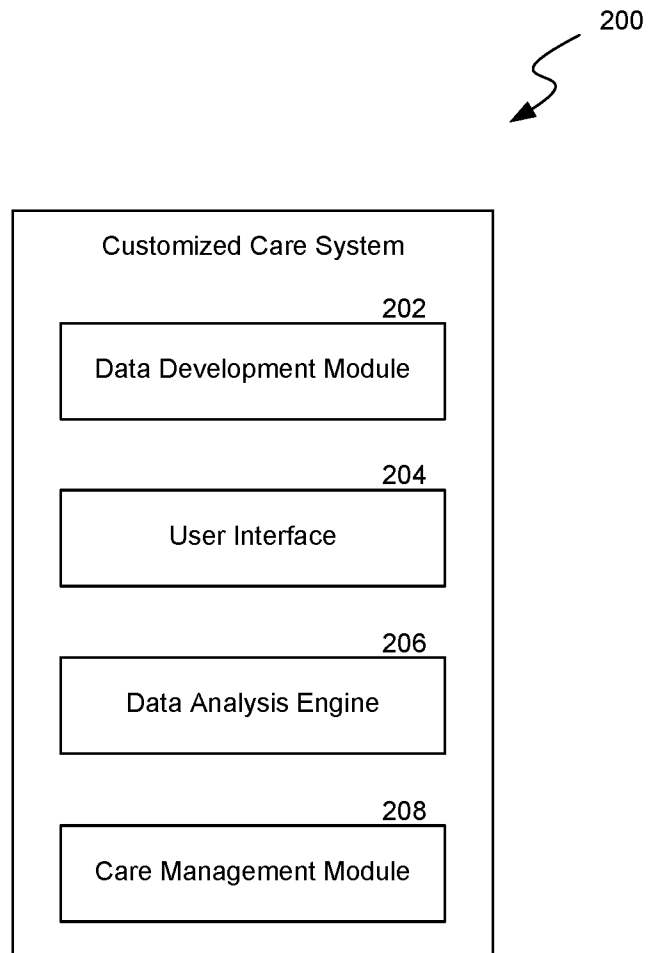 200
Customized Care System
202
Data Development Module
204
User Interface
206
Data Analysis Engine
208
Care Management Module